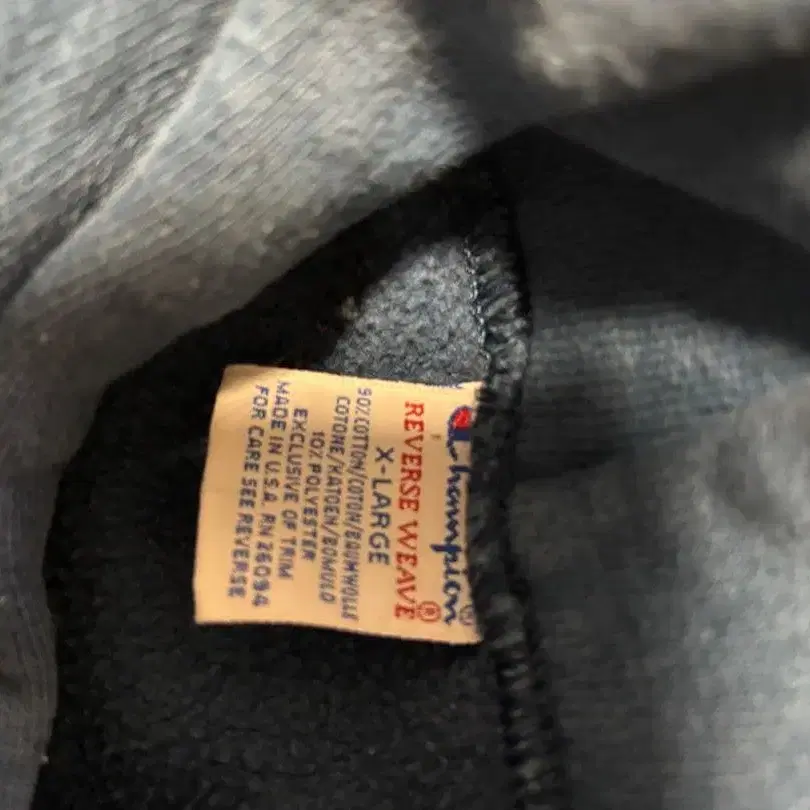 Champion®
REVERSE WEAVE®
X-LARGE
90% COTTON/COTON/BAUMWOLLE
COTONE/KATOEN/BOMULD
10% POLYESTER
EXCLUSIVE OF TRIM
MADE IN U.S.A. RN 26094
FOR CARE SEE REVERSE